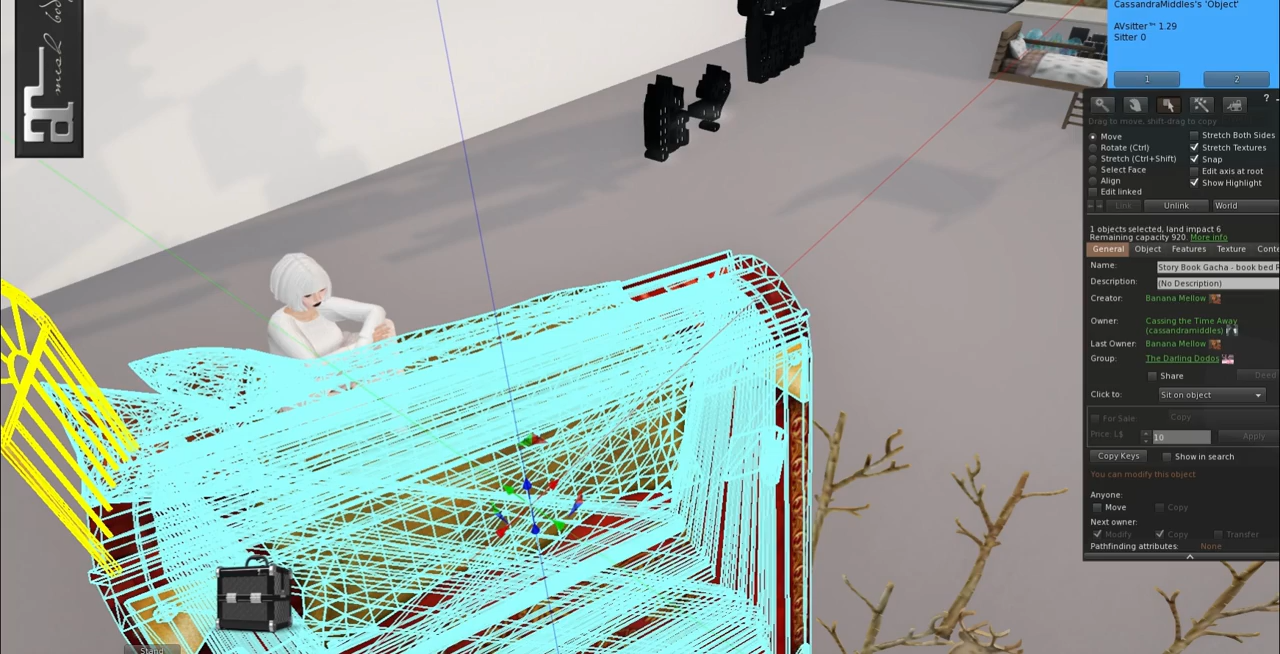 mesh body
CassandraMiddles's 'Object'
AVsitter™ 1.29
Sitter 0
1 2
?
Drag to move, shift-drag to copy
Move
Rotate (Ctrl)
Stretch (Ctrl+Shift)
Select Face
Align
Edit linked
Stretch Both Sides
Stretch Textures
Snap
Edit axis at root
Show Highlight
Link Unlink World
1 objects selected, land impact 6
Remaining capacity 920. More info
General Object Features Texture Conte
Name: Story Book Gacha - book bed
Description: (No Description)
Creator: Banana Mellow
Owner: Cassing the Time Away
(cassandramiddles)
Last Owner: Banana Mellow
Group: The Darling Dodos
Share Deed
Click to: Sit on object
For Sale: Copy
Price: L$ 10 Apply
Copy Keys Show in search
You can modify this object
Anyone:
Move Copy
Next owner:
Modify Copy Transfer
Pathfinding attributes: None
Stand